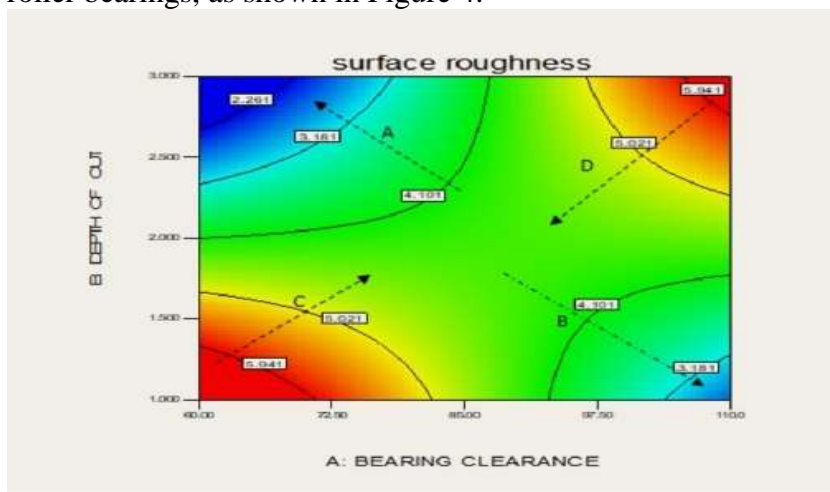 roller bearings, as shown in Figure 4.
surface roughness
3.000
2.500
2.000
1.500
1.000
B: DEPTH OF CUT
2.261
3.181
A
4.101
5.941
5.021
D
C
5.021
5.941
4.101
B
3.181
60.00
72.50
85.00
97.50
110.0
A: BEARING CLEARANCE